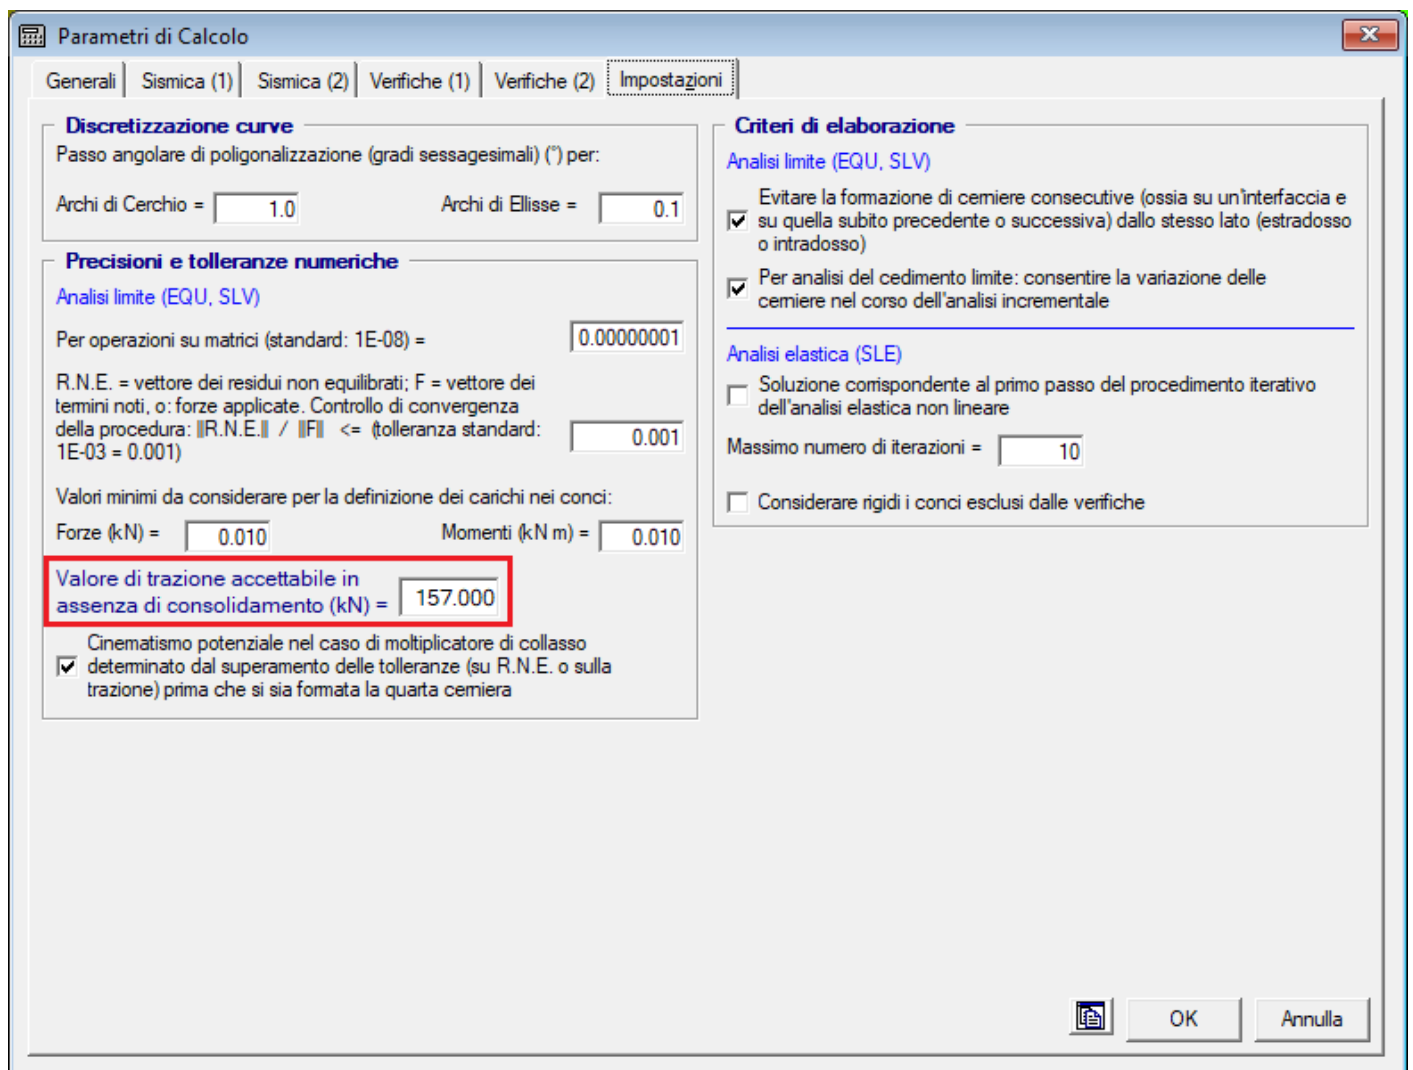 Parametri di Calcolo
Generali Sismica (1) Sismica (2) Verifiche (1) Verifiche (2) Impostazioni
Discretizzazione curve
Passo angolare di poligonalizzazione (gradi sessagesimali) (°) per:
Archi di Cerchio = 1.0 Archi di Ellisse = 0.1
Precisioni e tolleranze numeriche
Analisi limite (EQU, SLV)
Per operazioni su matrici (standard: 1E-08) = 0.00000001
R.N.E. = vettore dei residui non equilibrati; F = vettore dei
termini noti, o: forze applicate. Controllo di convergenza
della procedura: ||R.N.E.|| / ||F|| <= (tolleranza standard:
1E-03 = 0.001) 0.001
Valori minimi da considerare per la definizione dei carichi nei conci:
Forze (kN) = 0.010 Momenti (kN m) = 0.010
Valore di trazione accettabile in
assenza di consolidamento (kN) = 157.000
Cinematismo potenziale nel caso di moltiplicatore di collasso
determinato dal superamento delle tolleranze (su R.N.E. o sulla
trazione) prima che si sia formata la quarta cerniera
Criteri di elaborazione
Analisi limite (EQU, SLV)
Evitare la formazione di cerniere consecutive (ossia su un'interfaccia e
su quella subito precedente o successiva) dallo stesso lato (estradosso
o intradosso)
Per analisi del cedimento limite: consentire la variazione delle
cerniere nel corso dell'analisi incrementale
Analisi elastica (SLE)
Soluzione corrispondente al primo passo del procedimento iterativo
dell'analisi elastica non lineare
Massimo numero di iterazioni = 10
Considerare rigidi i conci esclusi dalle verifiche
OK Annulla